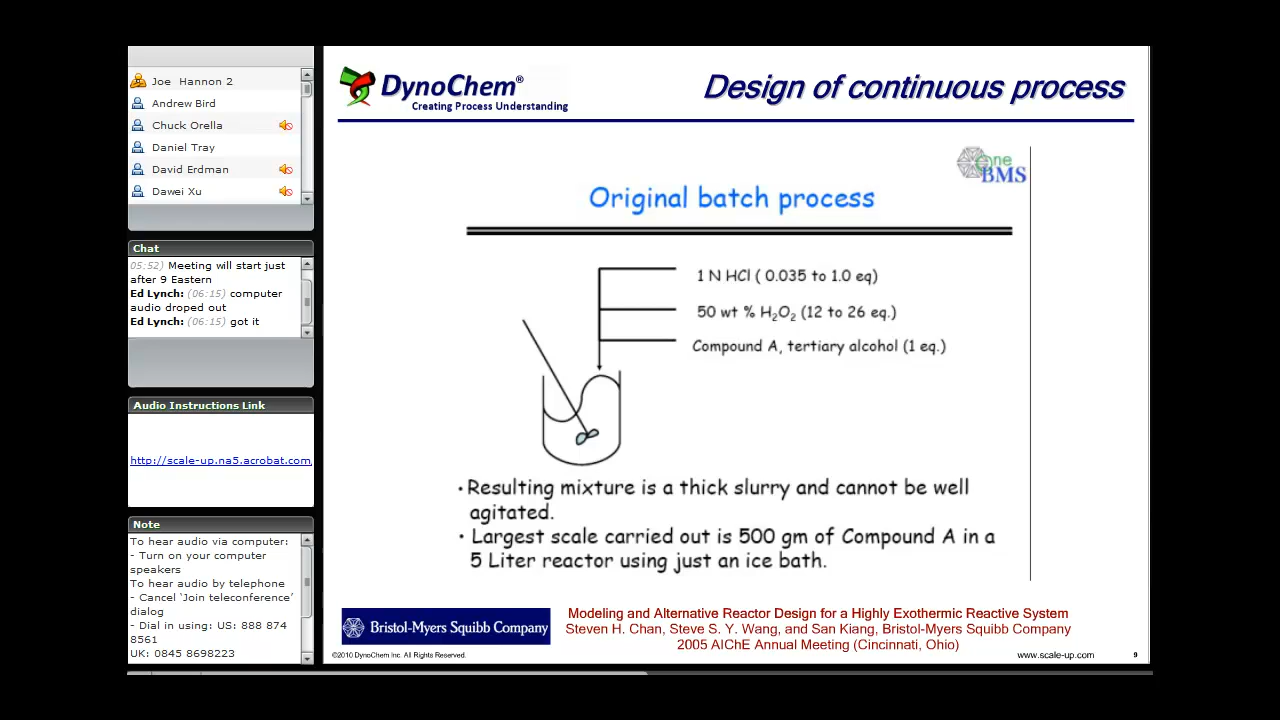 Joe Hannon 2
Andrew Bird
Chuck Orella
Daniel Tray
David Erdman
Dawei Xu
Chat
05:52) Meeting will start just
after 9 Eastern
Ed Lynch: (06:15) computer
audio droped out
Ed Lynch: (06:15) got it
Audio Instructions Link
http://scale-up.na5.acrobat.com
Note
To hear audio via computer:
- Turn on your computer
speakers
To hear audio by telephone
- Cancel ‘Join teleconference’
dialog
- Dial in using: US: 888 874
8561
UK: 0845 8698223
DynoChem®
Creating Process Understanding
Design of continuous process
one
BMS
Original batch process
1 N HCl ( 0.035 to 1.0 eq)
50 wt % H₂O₂ (12 to 26 eq.)
Compound A, tertiary alcohol (1 eq.)
• Resulting mixture is a thick slurry and cannot be well
agitated.
• Largest scale carried out is 500 gm of Compound A in a
5 Liter reactor using just an ice bath.
Bristol-Myers Squibb Company
Modeling and Alternative Reactor Design for a Highly Exothermic Reactive System
Steven H. Chan, Steve S. Y. Wang, and San Kiang, Bristol-Myers Squibb Company
2005 AIChE Annual Meeting (Cincinnati, Ohio)
©2010 DynoChem Inc. All Rights Reserved.
www.scale-up.com
9